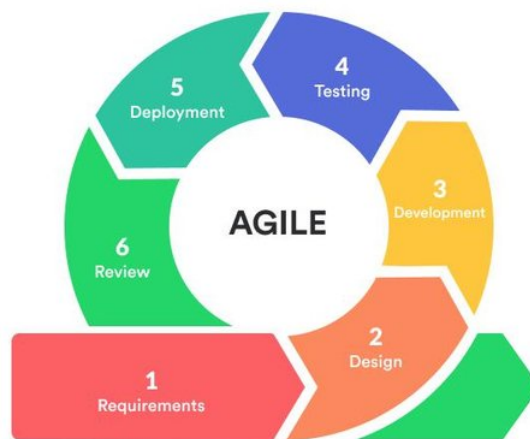 AGILE
1
Requirements
2
Design
3
Development
4
Testing
5
Deployment
6
Review